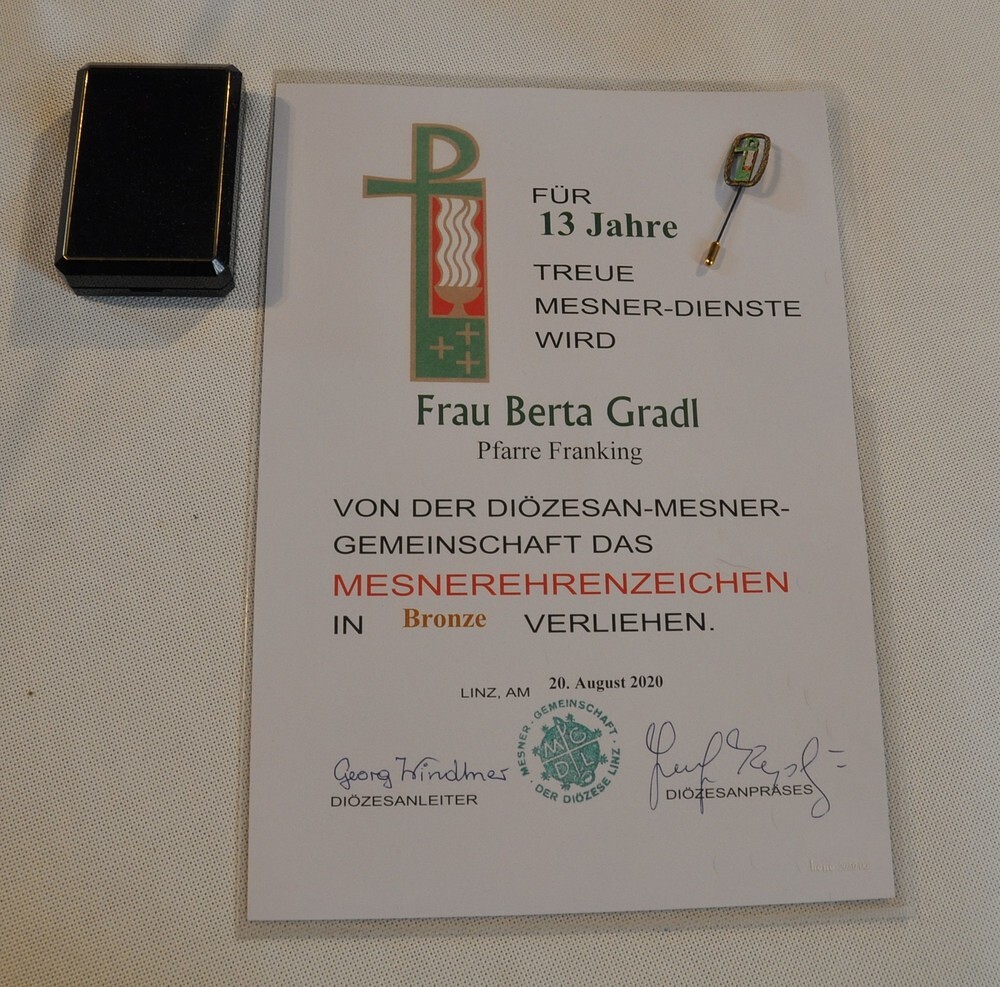 FÜR
13 Jahre
TREUE
MESNER-DIENSTE
WIRD
Frau Berta Gradl
Pfarre Franking
VON DER DIÖZESAN-MESNER-
GEMEINSCHAFT DAS
MESNEREHRENZEICHEN
IN Bronze VERLIEHEN.
LINZ, AM 20. August 2020
MESNER-GEMEINSCHAFT · DER DIÖZESE LINZ ·
Georg Windtner
DIÖZESANLEITER
DIÖZESANPRÄSES